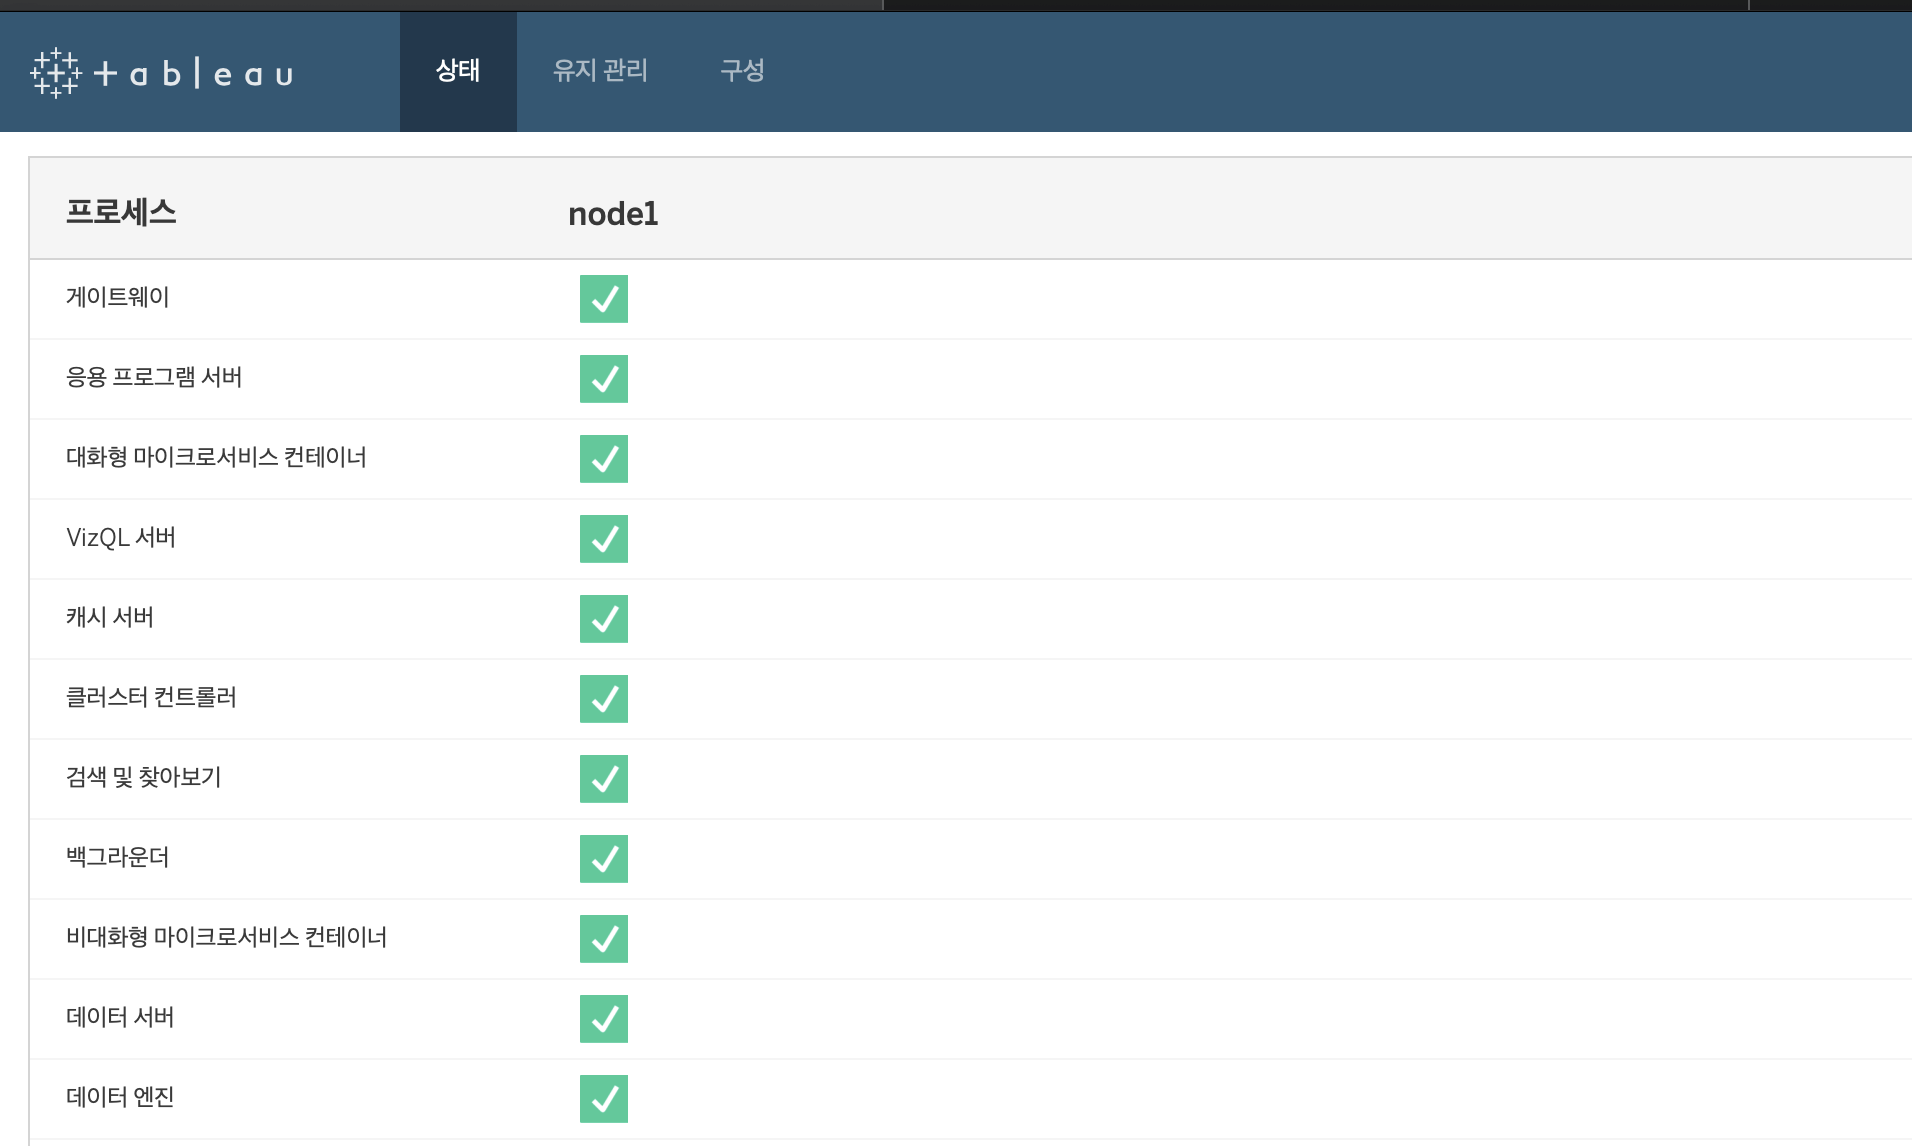 tableau 상태 유지 관리 구성
프로세스 node1
게이트웨이
응용 프로그램 서버
대화형 마이크로서비스 컨테이너
VizQL 서버
캐시 서버
클러스터 컨트롤러
검색 및 찾아보기
백그라운더
비대화형 마이크로서비스 컨테이너
데이터 서버
데이터 엔진